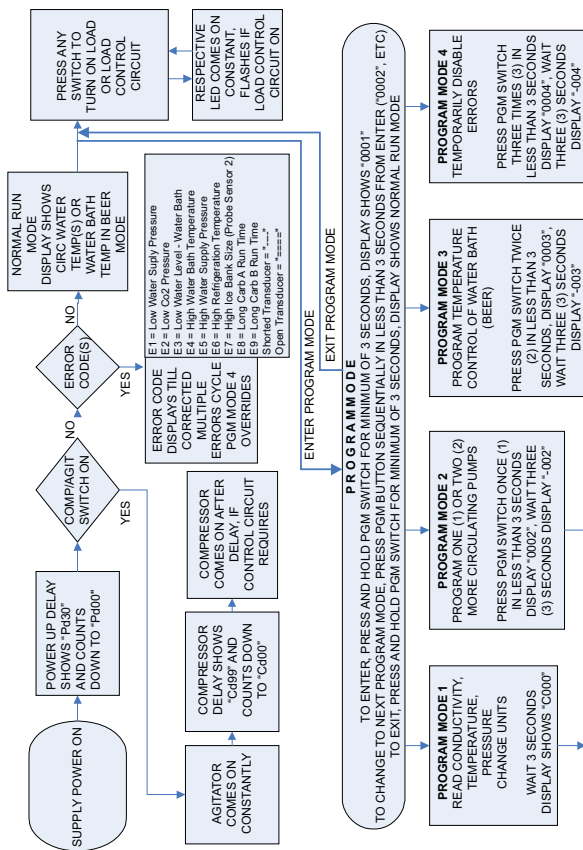 SUPPLY POWER ON
POWER UP DELAY
SHOWS "Pd30"
AND COUNTS
DOWN TO "Pd00"
COMP/AGIT
SWITCH ON
NO
YES
ERROR
CODE(S)
NO
YES
NORMAL RUN
MODE
DISPLAY SHOWS
CIRC WATER
TEMP(S) OR
WATER BATH
TEMP IN BEER
MODE
PRESS ANY
SWITCH TO
TURN ON LOAD
OR LOAD
CONTROL
CIRCUIT
RESPECTIVE
LED COMES ON
CONSTANT,
FLASHES IF
LOAD CONTROL
CIRCUIT ON
AGITATOR
COMES ON
CONSTANTLY
COMPRESSOR
DELAY SHOWS
"Cd99" AND
COUNTS DOWN
TO "Cd00"
COMPRESSOR
COMES ON AFTER
DELAY, IF
CONTROL CIRCUIT
REQUIRES
ERROR CODE
DISPLAYS TILL
CORRECTED
MULTIPLE
ERRORS CYCLE
PGM MODE 4
OVERRIDES
E1 = Low Water Supply Pressure
E2 = Low Co2 Pressure
E3 = Low Water Level - Water Bath
E4 = High Water Bath Temperature
E5 = High Water Supply Pressure
E6 = High Refrigeration Temperature
E7 = High Ice Bank Size (Probe Sensor 2)
E8 = Long Carb A Run Time
E9 = Long Carb B Run Time
Shorted Transducer = "----"
Open Transducer = "===="
ENTER PROGRAM MODE
EXIT PROGRAM MODE
PROGRAM MODE
TO ENTER, PRESS AND HOLD PGM SWITCH FOR MINIMUM OF 3 SECONDS, DISPLAY SHOWS "0001"
TO CHANGE TO NEXT PROGRAM MODE, PRESS PGM BUTTON SEQUENTIALLY IN LESS THAN 3 SECONDS FROM ENTER ("0002", ETC)
TO EXIT, PRESS AND HOLD PGM SWITCH FOR MINIMUM OF 3 SECONDS, DISPLAY SHOWS NORMAL RUN MODE
PROGRAM MODE 1
READ CONDUCTIVITY,
TEMPERATURE,
PRESSURE
CHANGE UNITS
WAIT 3 SECONDS
DISPLAY SHOWS "C000"
PROGRAM MODE 2
PROGRAM ONE (1) OR TWO (2)
MORE CIRCULATING PUMPS
PRESS PGM SWITCH ONCE (1)
IN LESS THAN 3 SECONDS
DISPLAY "0002", WAIT THREE
(3) SECONDS DISPLAY "-002"
PROGRAM MODE 3
PROGRAM TEMPERATURE
CONTROL OF WATER BATH
(BEER)
PRESS PGM SWITCH TWICE
(2) IN LESS THAN 3
SECONDS, DISPLAY "0003",
WAIT THREE (3) SECONDS
DISPLAY "-003"
PROGRAM MODE 4
TEMPORARILY DISABLE
ERRORS
PRESS PGM SWITCH
THREE TIMES (3) IN
LESS THAN 3 SECONDS
DISPLAY "0004", WAIT
THREE (3) SECONDS
DISPLAY "-004"